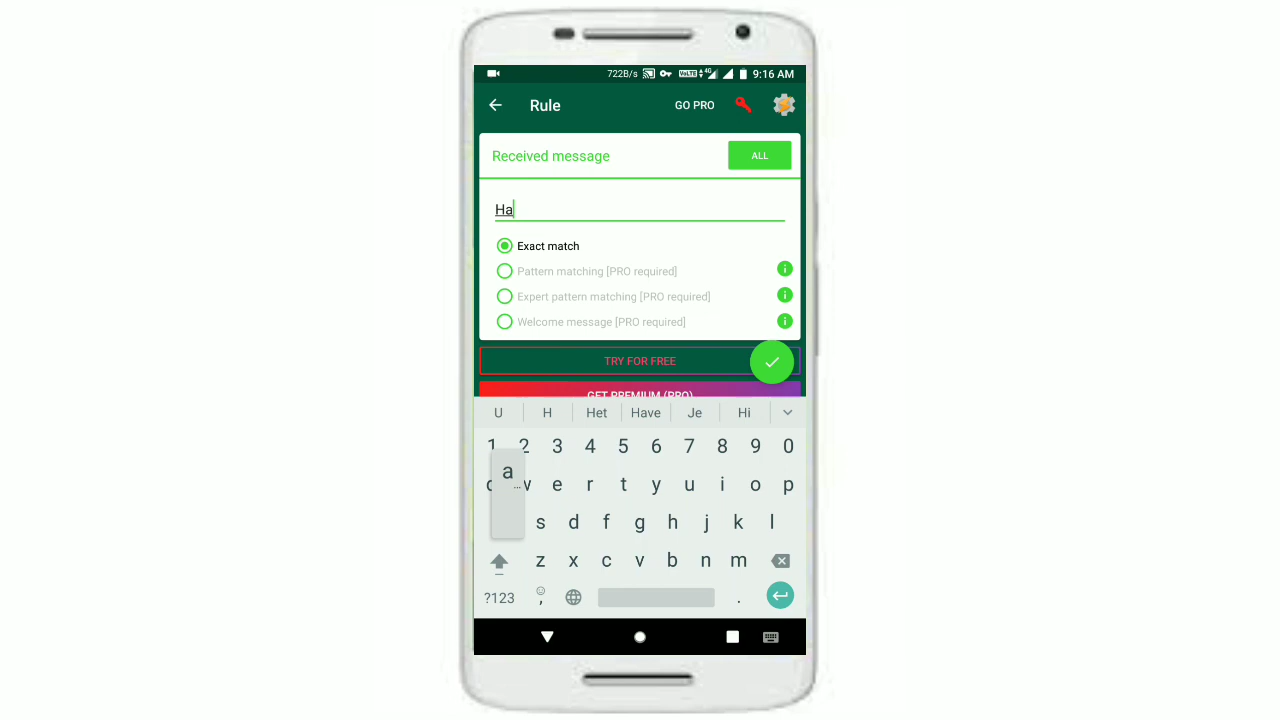 722B/s VoLTE 4G 9:16 AM
Rule GO PRO
Received message ALL
Ha
Exact match
Pattern matching [PRO required]
Expert pattern matching [PRO required]
Welcome message [PRO required]
TRY FOR FREE
GET PREMIUM (PRO)
U H Het Have Je Hi
1 2 3 4 5 6 7 8 9 0
a
w e r t y u i o p
s d f g h j k l
z x c v b n m
?123 , .